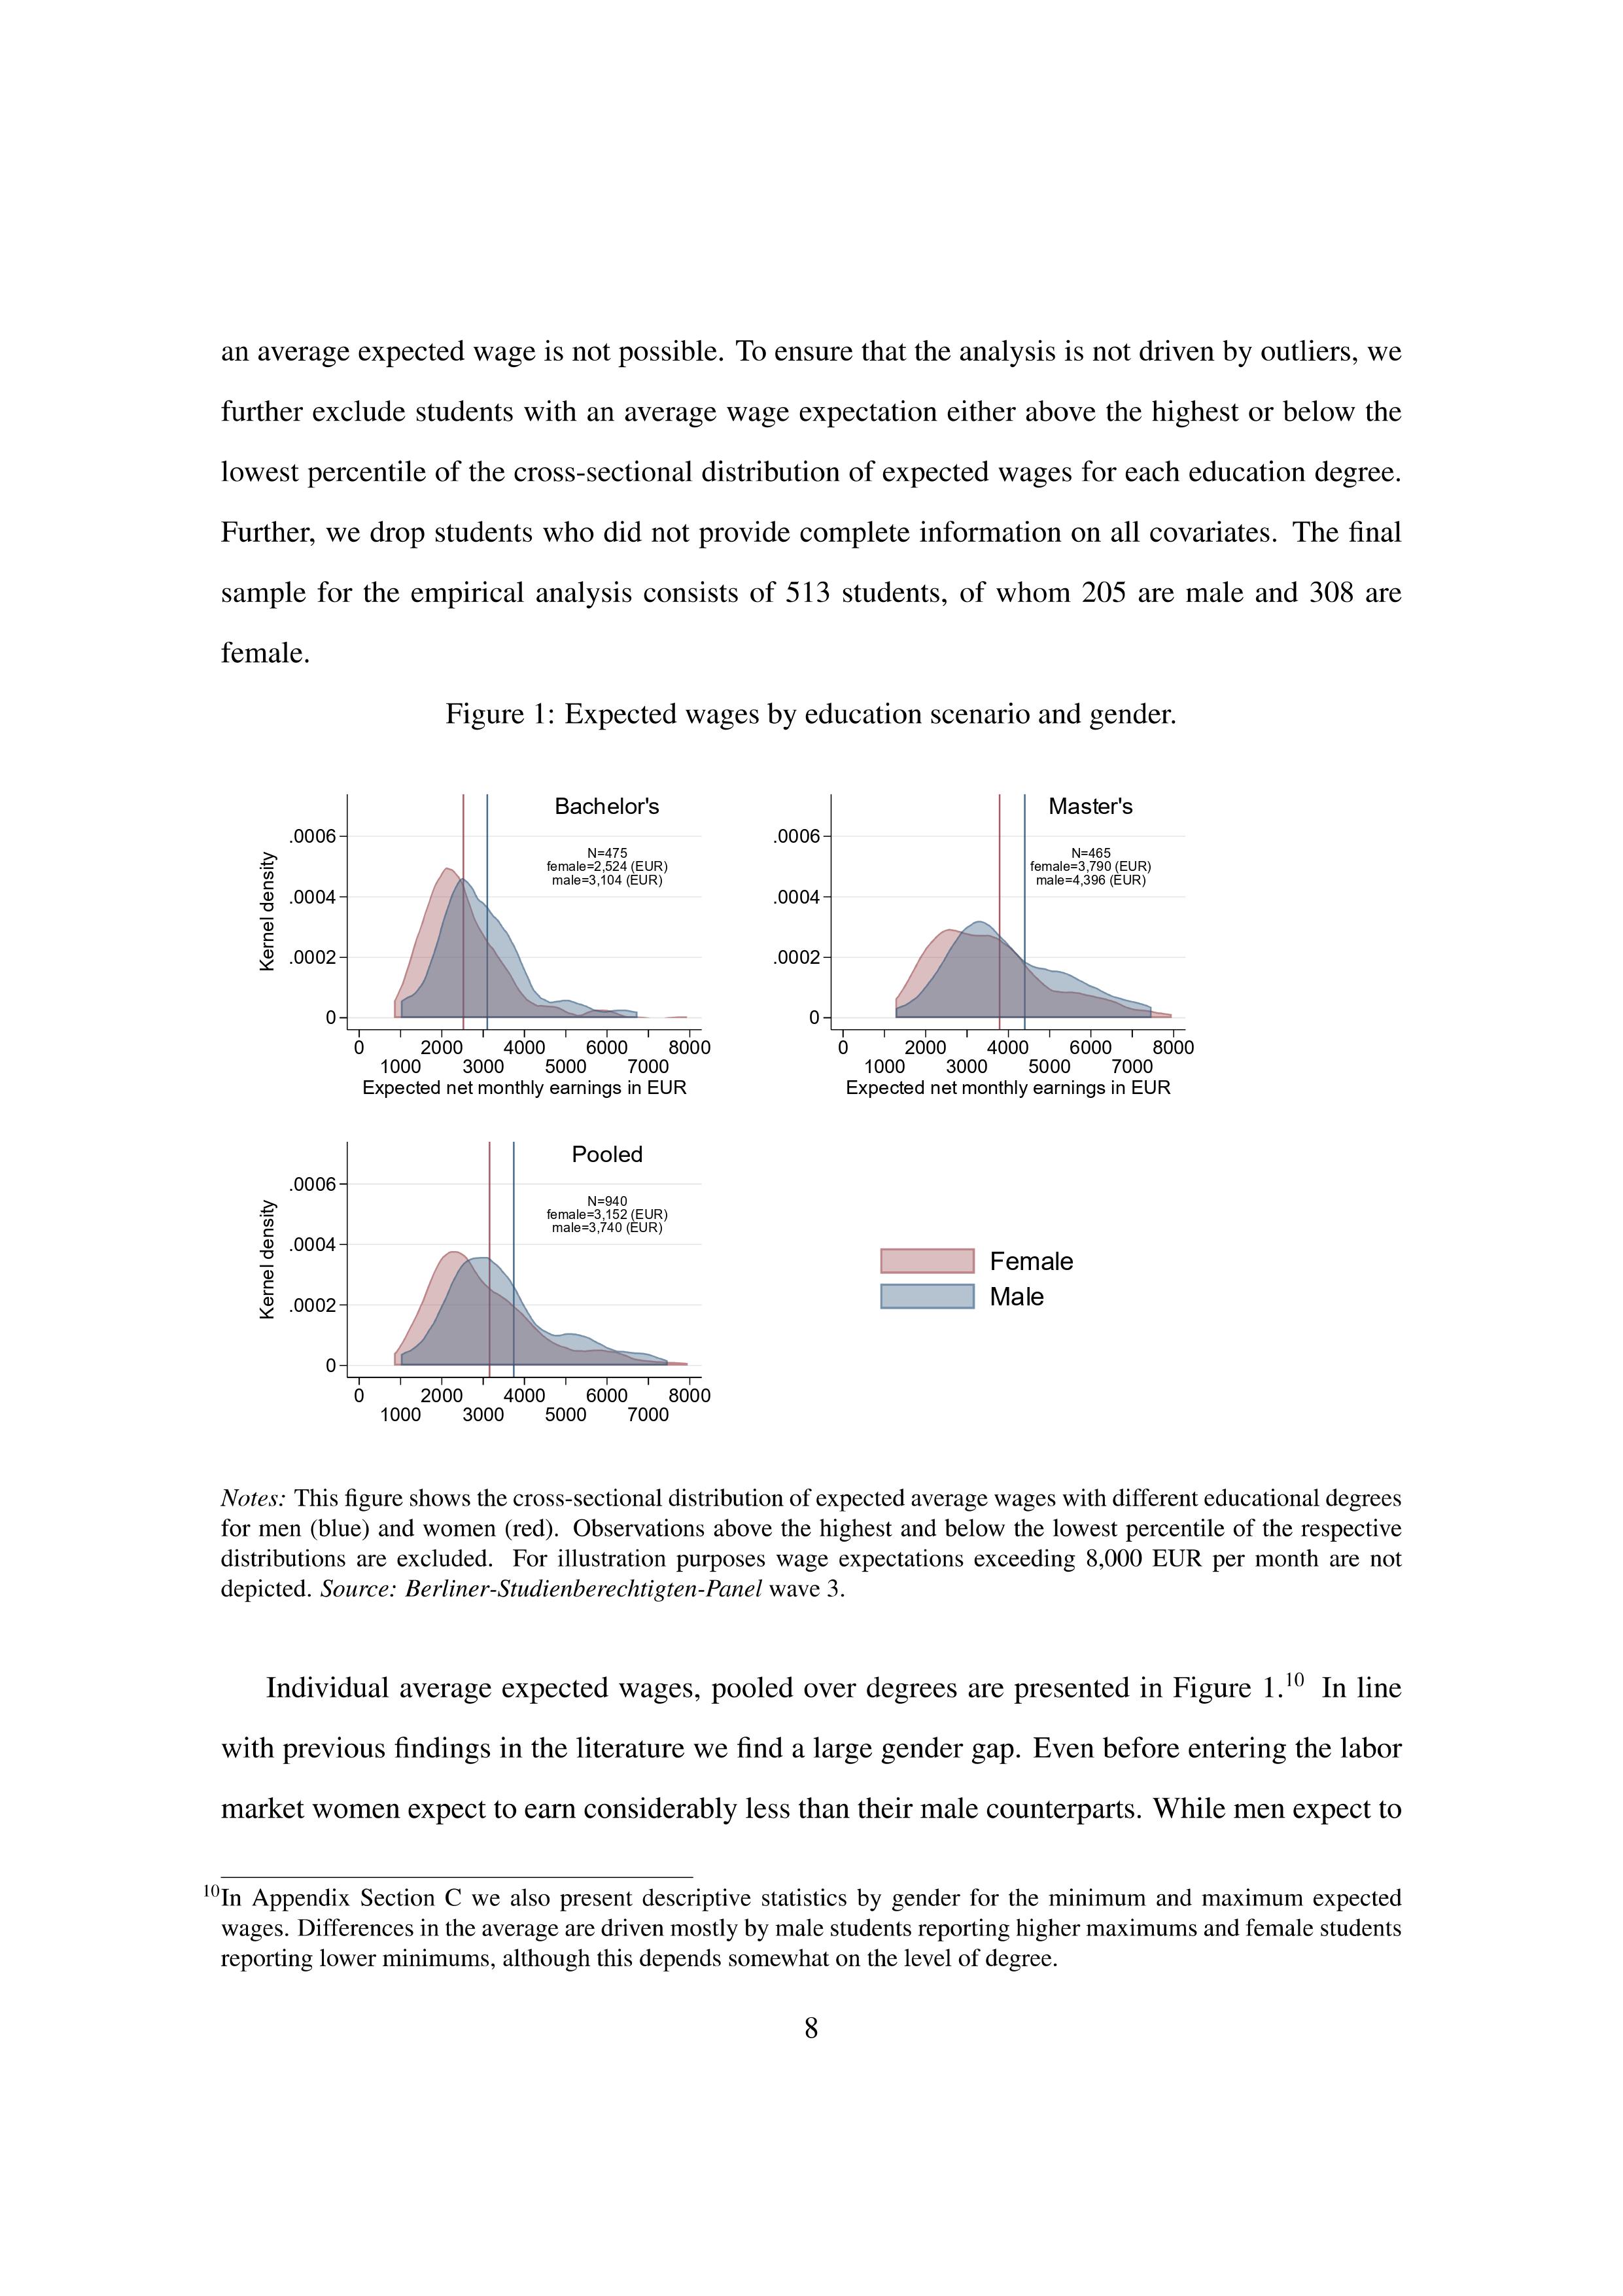 an average expected wage is not possible. To ensure that the analysis is not driven by outliers, we
further exclude students with an average wage expectation either above the highest or below the
lowest percentile of the cross-sectional distribution of expected wages for each education degree.
Further, we drop students who did not provide complete information on all covariates. The final
sample for the empirical analysis consists of 513 students, of whom 205 are male and 308 are
female.
Figure 1: Expected wages by education scenario and gender.
Bachelor's
N=475
female=2,524 (EUR)
male=3,104 (EUR)
Kernel density
.0006
.0004
.0002
0
0 2000 4000 6000 8000
1000 3000 5000 7000
Expected net monthly earnings in EUR
Master's
N=465
female=3,790 (EUR)
male=4,396 (EUR)
.0006
.0004
.0002
0
0 2000 4000 6000 8000
1000 3000 5000 7000
Expected net monthly earnings in EUR
Pooled
N=940
female=3,152 (EUR)
male=3,740 (EUR)
Kernel density
.0006
.0004
.0002
0
0 2000 4000 6000 8000
1000 3000 5000 7000
Female
Male
Notes: This figure shows the cross-sectional distribution of expected average wages with different educational degrees
for men (blue) and women (red). Observations above the highest and below the lowest percentile of the respective
distributions are excluded. For illustration purposes wage expectations exceeding 8,000 EUR per month are not
depicted. Source: Berliner-Studienberechtigten-Panel wave 3.
Individual average expected wages, pooled over degrees are presented in Figure 1.10 In line
with previous findings in the literature we find a large gender gap. Even before entering the labor
market women expect to earn considerably less than their male counterparts. While men expect to
10In Appendix Section C we also present descriptive statistics by gender for the minimum and maximum expected
wages. Differences in the average are driven mostly by male students reporting higher maximums and female students
reporting lower minimums, although this depends somewhat on the level of degree.
8